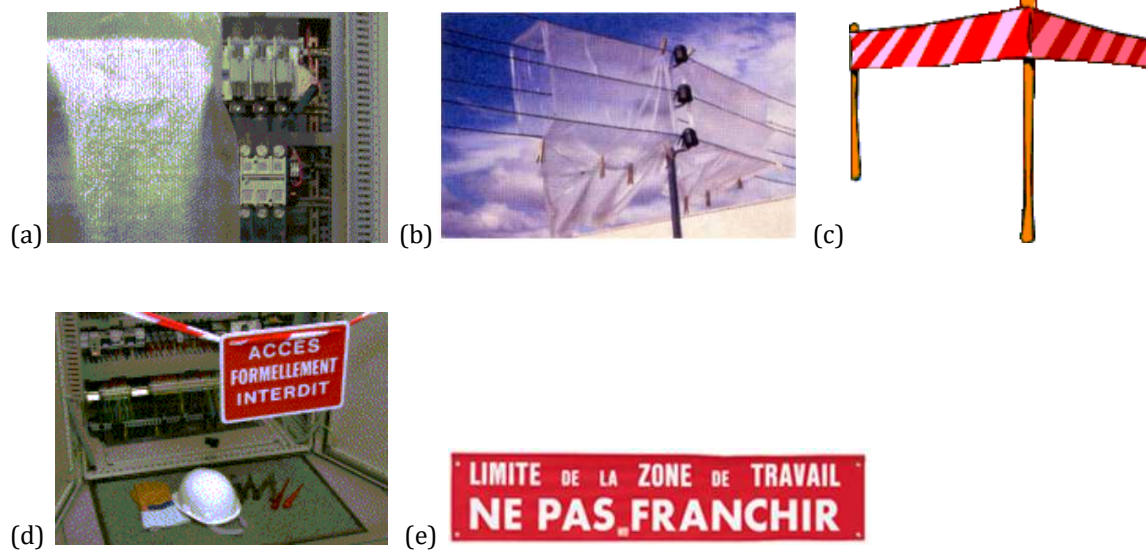 (a)
(b)
(c)
ACCES
FORMELLEMENT
INTERDIT
(d)
(e)
LIMITE DE LA ZONE DE TRAVAIL
NE PAS FRANCHIR